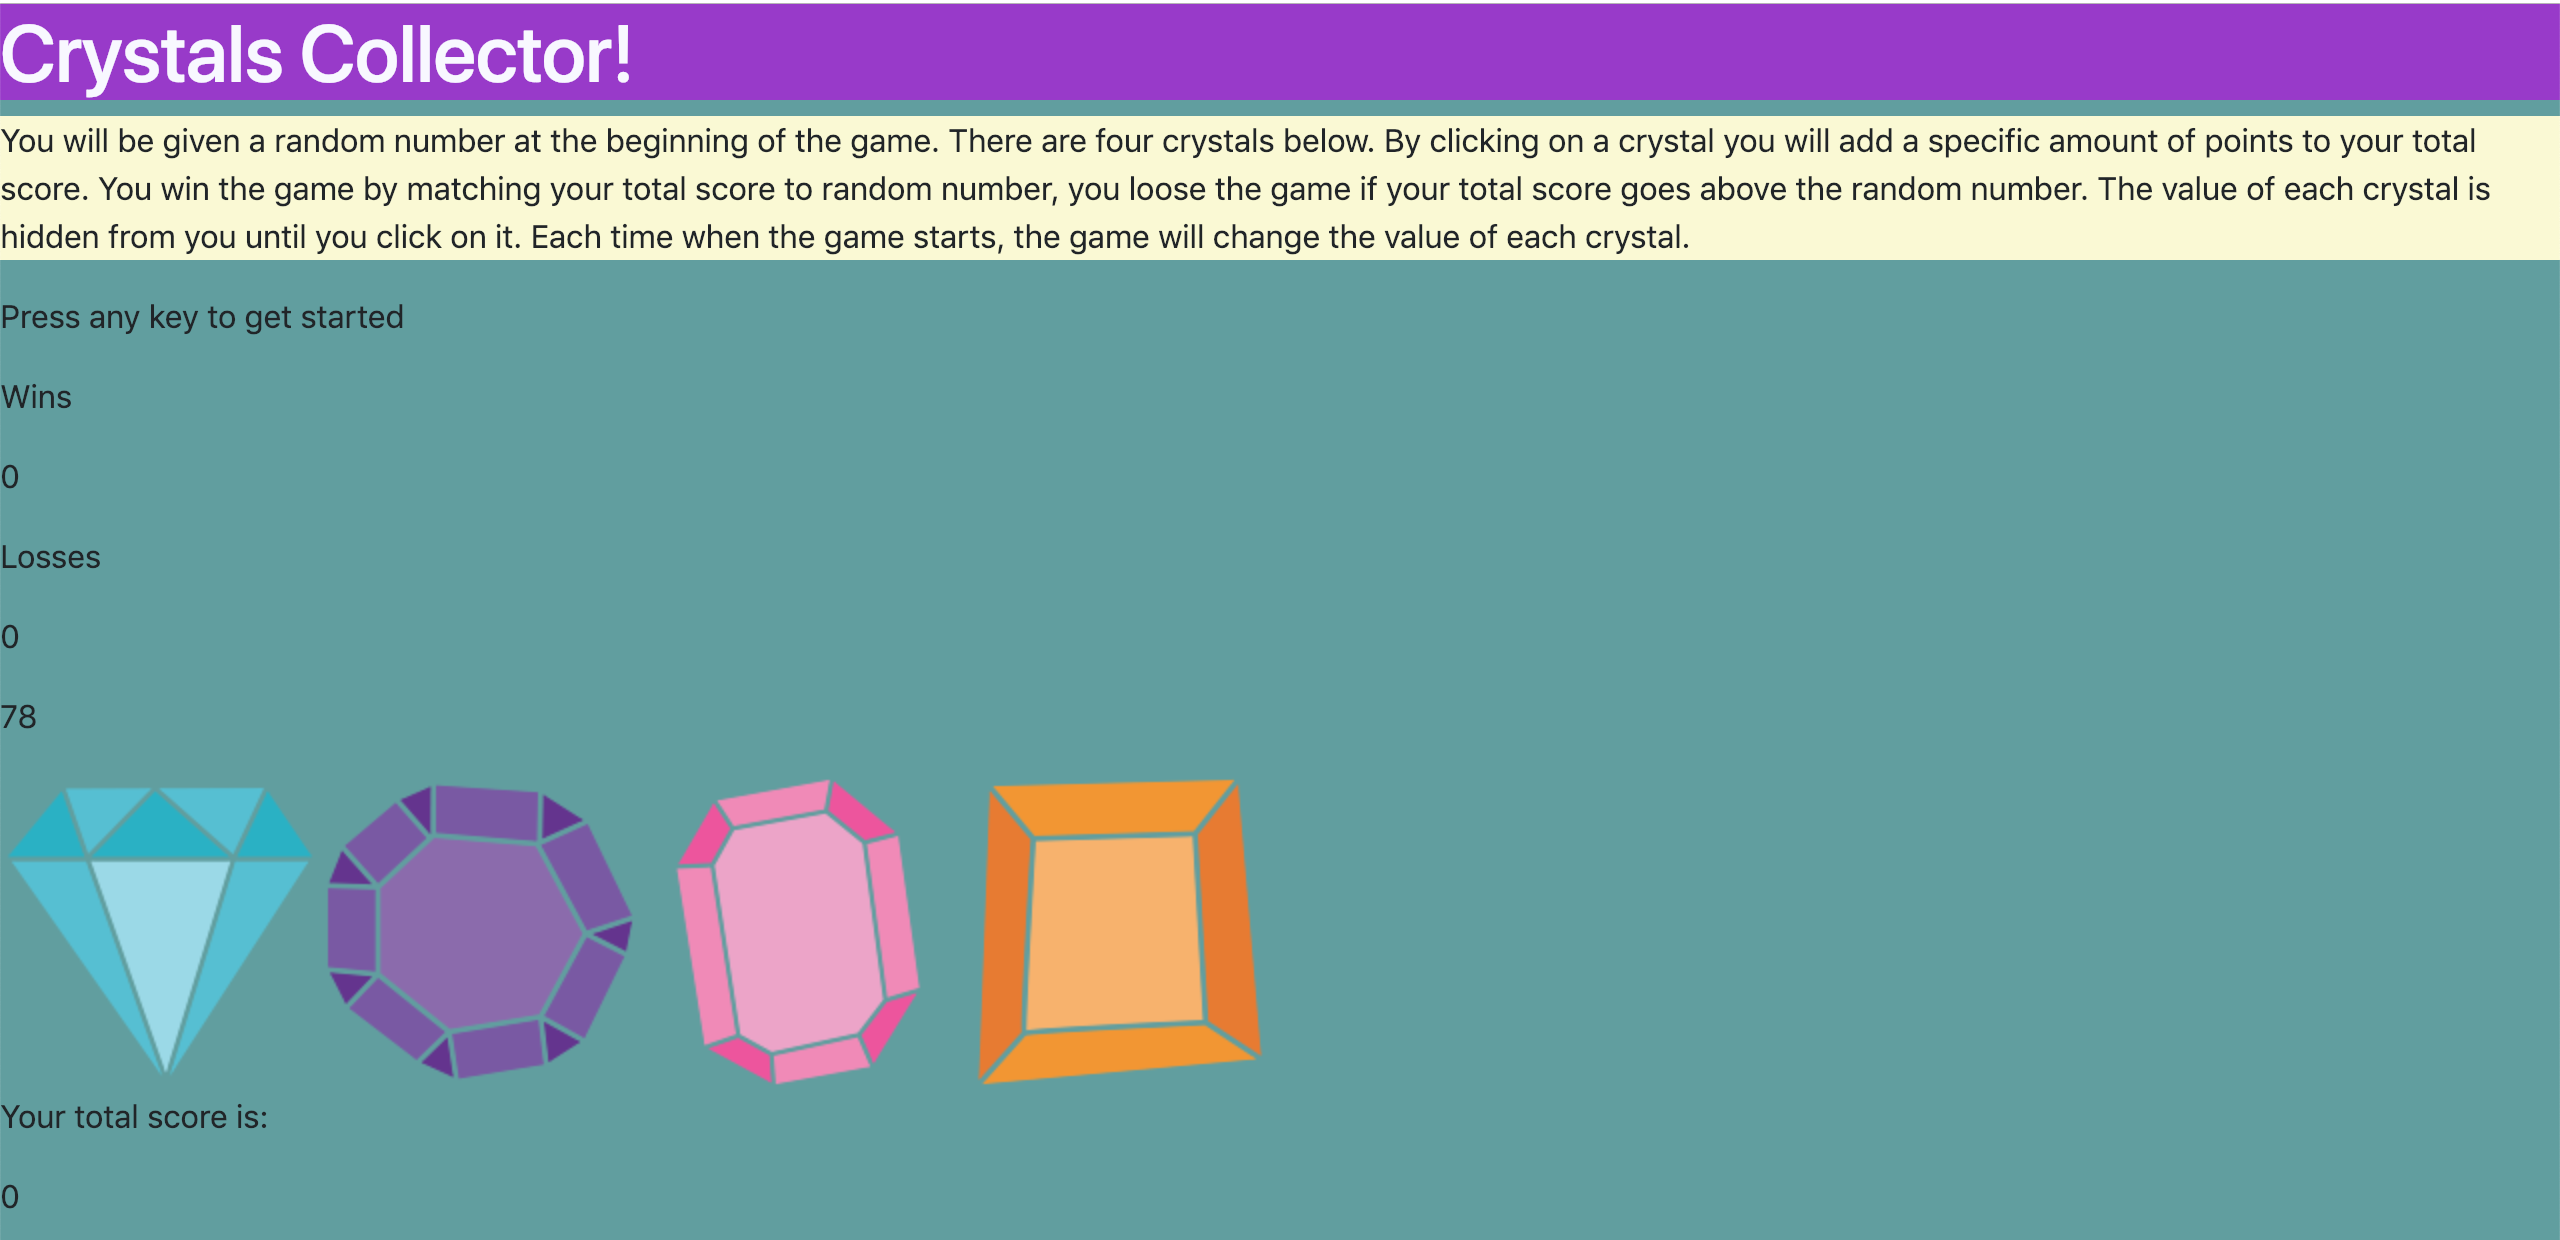 Crystals Collector!
You will be given a random number at the beginning of the game. There are four crystals below. By clicking on a crystal you will add a specific amount of points to your total
score. You win the game by matching your total score to random number, you loose the game if your total score goes above the random number. The value of each crystal is
hidden from you until you click on it. Each time when the game starts, the game will change the value of each crystal.
Press any key to get started
Wins
0
Losses
0
78
Your total score is:
0